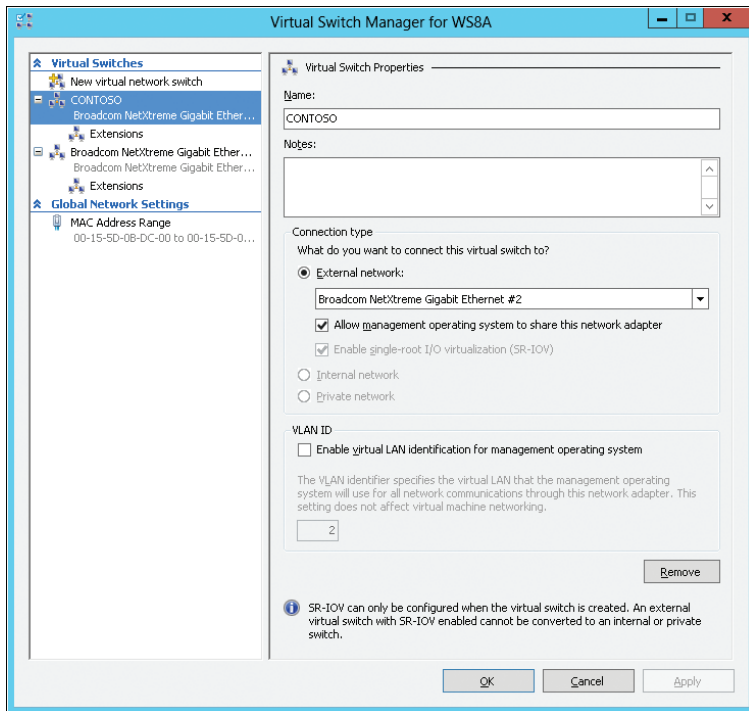 Virtual Switch Manager for WS8A
Virtual Switches
New virtual network switch
CONTOSO
Broadcom NetXtreme Gigabit Ether...
Extensions
Broadcom NetXtreme Gigabit Ether...
Broadcom NetXtreme Gigabit Ether...
Extensions
Global Network Settings
MAC Address Range
00-15-5D-0B-DC-00 to 00-15-5D-0...
Virtual Switch Properties
Name:
CONTOSO
Notes:
Connection type
What do you want to connect this virtual switch to?
External network:
Broadcom NetXtreme Gigabit Ethernet #2
Allow management operating system to share this network adapter
Enable single-root I/O virtualization (SR-IOV)
Internal network
Private network
VLAN ID
Enable virtual LAN identification for management operating system
The VLAN identifier specifies the virtual LAN that the management operating
system will use for all network communications through this network adapter. This
setting does not affect virtual machine networking.
2
Remove
SR-IOV can only be configured when the virtual switch is created. An external
virtual switch with SR-IOV enabled cannot be converted to an internal or private
switch.
OK
Cancel
Apply